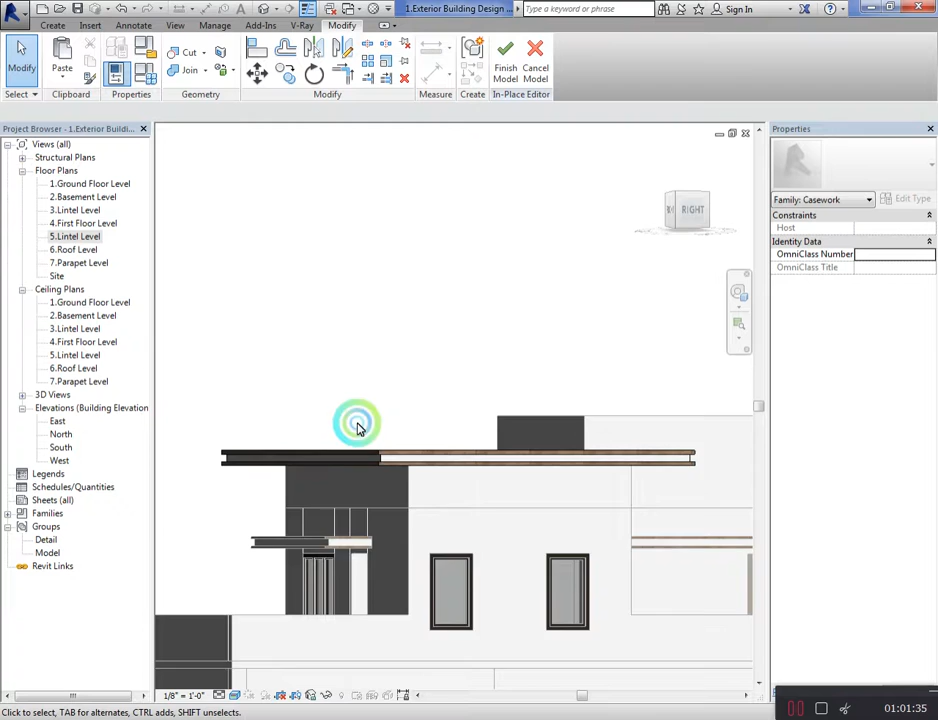 1.Exterior Building Design...
Type a keyword or phrase
Sign In
Home
Insert
Annotate
View
Manage
Add-Ins
V-Ray
Modify
Modify
Select
Paste
Clipboard
Properties
Cut
Join
Geometry
Modify
Measure
Create
Finish
Model
Cancel
Model
In-Place Editor
Project Browser - 1.Exterior Buildi...
Views (all)
Structural Plans
Floor Plans
1.Ground Floor Level
2.Basement Level
3.Lintel Level
4.First Floor Level
5.Lintel Level
6.Roof Level
7.Parapet Level
Site
Ceiling Plans
1.Ground Floor Level
2.Basement Level
3.Lintel Level
4.First Floor Level
5.Lintel Level
6.Roof Level
7.Parapet Level
3D Views
Elevations (Building Elevation
East
North
South
West
Legends
Schedules/Quantities
Sheets (all)
Families
Groups
Detail
Model
Revit Links
RIGHT
Properties
Family: Casework
Edit Type
Constraints
Host
Identity Data
OmniClass Number
OmniClass Title
1/8" = 1'-0"
Click to select, TAB for alternates, CTRL adds, SHIFT unselects.
01:01:35